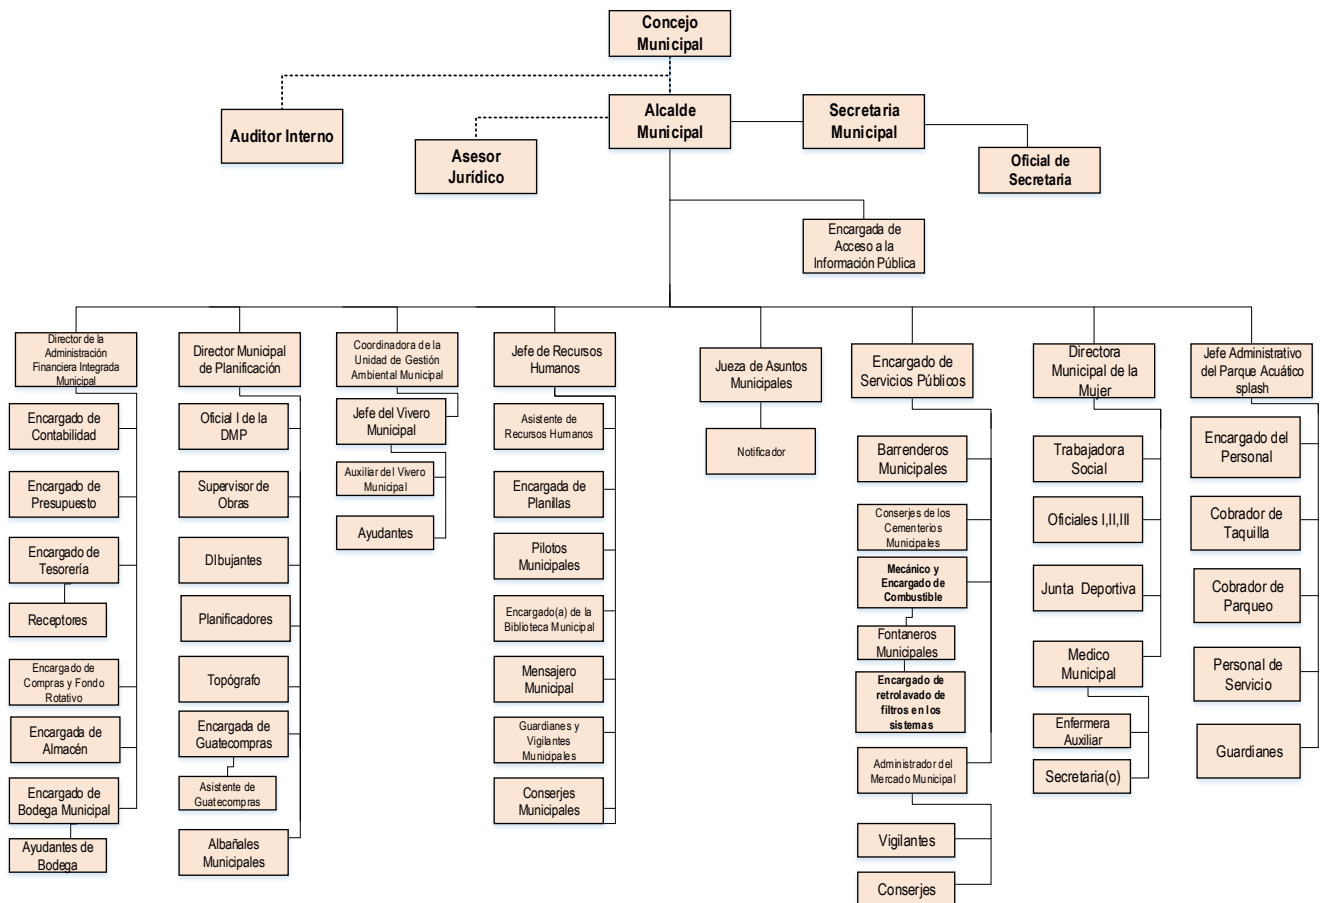 Concejo
Municipal
Auditor Interno
Alcalde
Municipal
Secretaria
Municipal
Asesor
Jurídico
Oficial de
Secretaria
Encargada de
Acceso a la
Información Pública
Director de la
Administración
Financiera Integrada
Municipal
Encargado de
Contabilidad
Encargado de
Presupuesto
Encargado de
Tesorería
Receptores
Encargado de
Compras y Fondo
Rotativo
Encargada de
Almacén
Encargado de
Bodega Municipal
Ayudantes de
Bodega
Director Municipal
de Planificación
Oficial I de la
DMP
Supervisor de
Obras
DIbujantes
Planificadores
Topógrafo
Encargada de
Guatecompras
Asistente de
Guatecompras
Albañales
Municipales
Coordinadora de la
Unidad de Gestión
Ambiental Municipal
Jefe del Vivero
Municipal
Auxiliar del Vivero
Municipal
Ayudantes
Jefe de Recursos
Humanos
Asistente de
Recursos Humanos
Encargada de
Planillas
Pilotos
Municipales
Encargado(a) de la
Biblioteca Municipal
Mensajero
Municipal
Guardianes y
Vigilantes
Municipales
Conserjes
Municipales
Jueza de Asuntos
Municipales
Notificador
Encargado de
Servicios Públicos
Barrenderos
Municipales
Conserjes de los
Cementerios
Municipales
Mecánico y
Encargado de
Combustible
Fontaneros
Municipales
Encargado de
retrolavado de
filtros en los
sistemas
Administrador del
Mercado Municipal
Vigilantes
Conserjes
Directora
Municipal de la
Mujer
Trabajadora
Social
Oficiales I,II,III
Junta Deportiva
Medico
Municipal
Enfermera
Auxiliar
Secretaria(o)
Jefe Administrativo
del Parque Acuático
splash
Encargado del
Personal
Cobrador de
Taquilla
Cobrador de
Parqueo
Personal de
Servicio
Guardianes